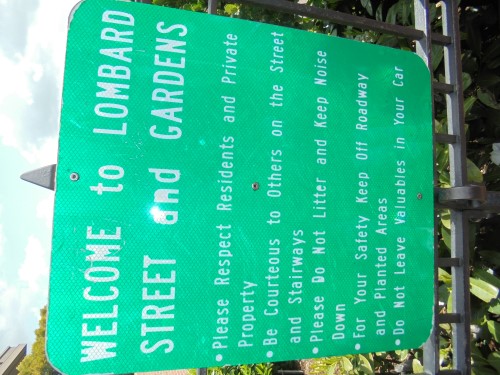 WELCOME to LOMBARD
STREET and GARDENS
• Please Respect Residents and Private
Property
• Be Courteous to Others on the Street
and Stairways
• Please Do Not Litter and Keep Noise
Down
• For Your Safety Keep Off Roadway
and Planted Areas
• Do Not Leave Valuables in Your Car